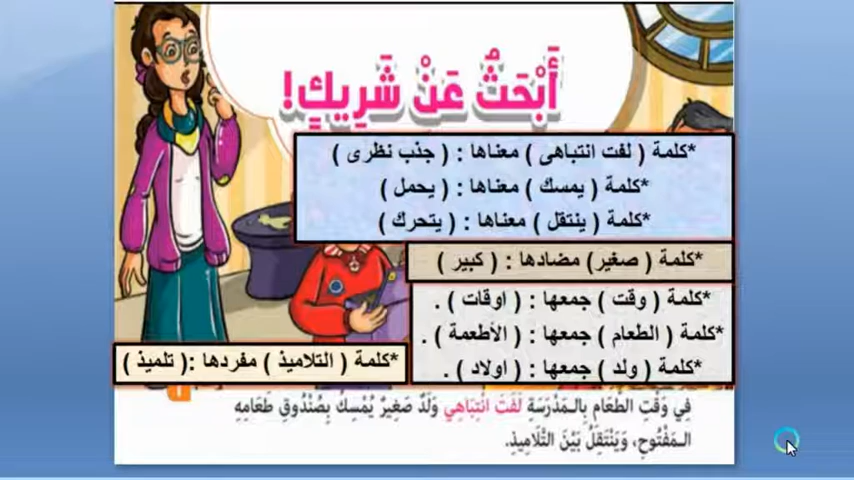 أَبْحَثُ عَنْ شَرِيكٍ!
*كلمة ( لفت انتباهى ) معناها : ( جذب نظرى )
*كلمة ( يمسك ) معناها : ( يحمل )
*كلمة ( ينتقل ) معناها : ( يتحرك )
*كلمة ( صغير) مضادها : ( كبير )
*كلمة ( وقت ) جمعها : ( اوقات ) .
*كلمة ( الطعام ) جمعها : ( الأطعمة ) .
*كلمة ( ولد ) جمعها : ( اولاد ) .
*كلمة ( التلاميذ ) مفردها :( تلميذ )
فِي وَقْتِ الطَّعَامِ بِالـمَدْرَسَةِ لَفَتَ انْتِبَاهِي وَلَدٌ صَغِيرٌ يُمْسِكُ بِصُنْدُوقِ طَعَامِهِ
الـمَفْتُوحِ، وَيَنْتَقِلُ بَيْنَ التَّلَامِيذِ.